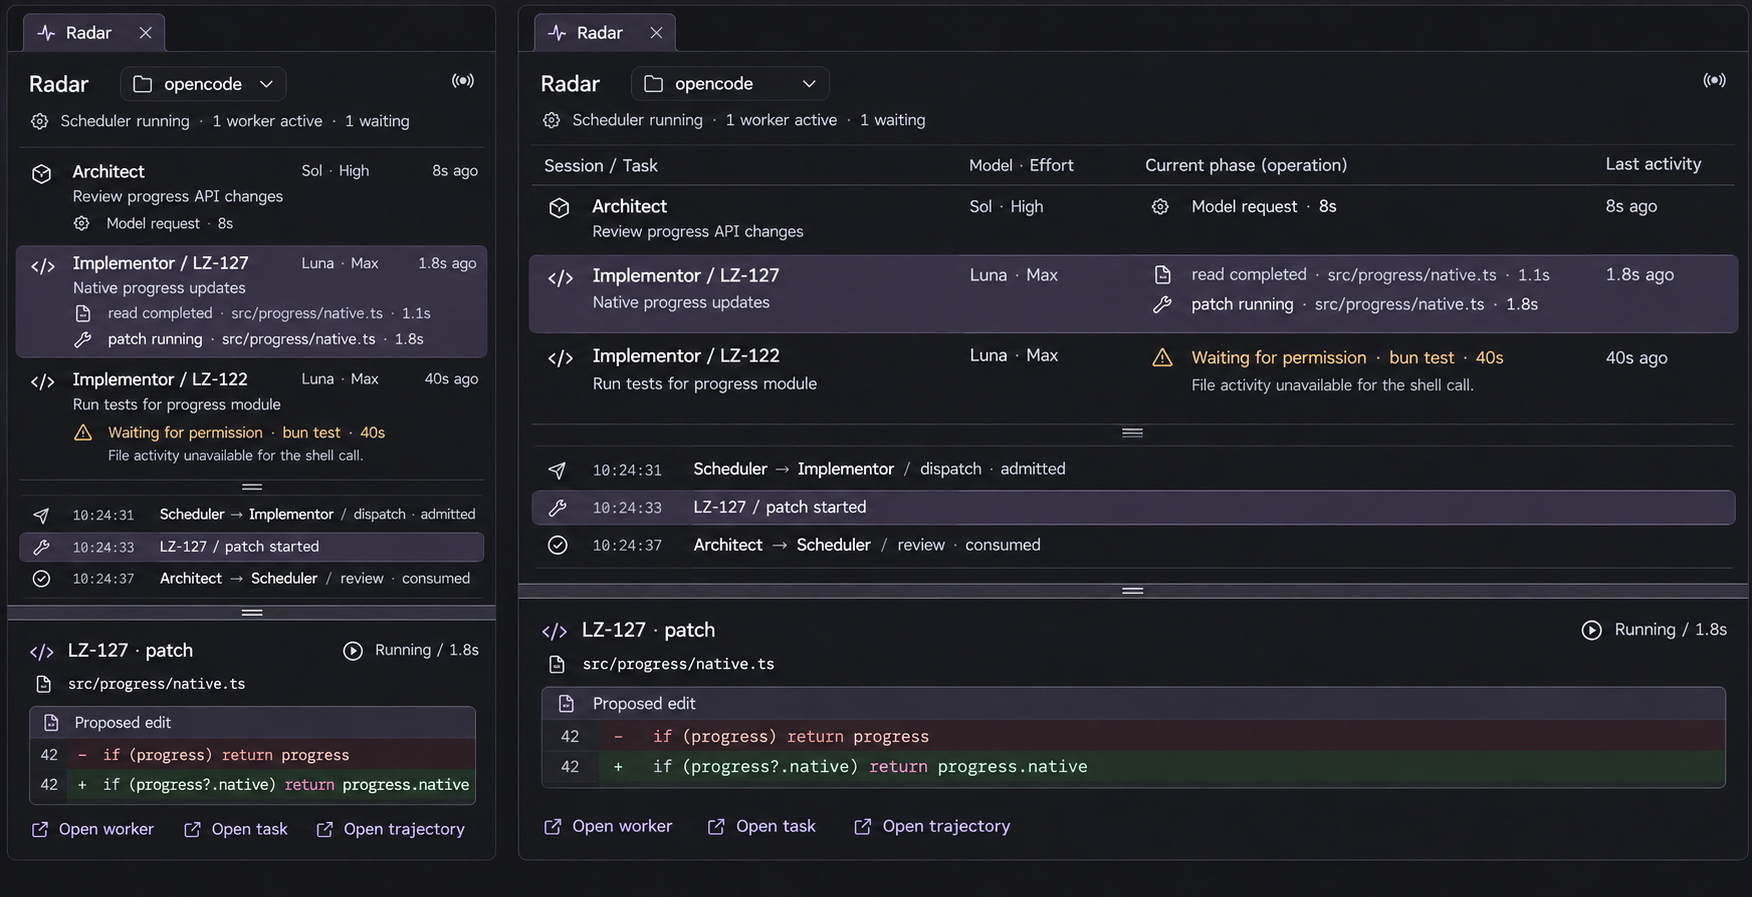 Radar
Radar opencode
Scheduler running · 1 worker active · 1 waiting
Architect Sol · High 8s ago
Review progress API changes
Model request · 8s
Implementor / LZ-127 Luna · Max 1.8s ago
Native progress updates
read completed · src/progress/native.ts · 1.1s
patch running · src/progress/native.ts · 1.8s
Implementor / LZ-122 Luna · Max 40s ago
Run tests for progress module
Waiting for permission · bun test · 40s
File activity unavailable for the shell call.
10:24:31 Scheduler → Implementor / dispatch · admitted
10:24:33 LZ-127 / patch started
10:24:37 Architect → Scheduler / review · consumed
LZ-127 · patch Running / 1.8s
src/progress/native.ts
Proposed edit
42 - if (progress) return progress
42 + if (progress?.native) return progress.native
Open worker Open task Open trajectory
Radar
Radar opencode
Scheduler running · 1 worker active · 1 waiting
Session / Task Model · Effort Current phase (operation) Last activity
Architect Sol · High Model request · 8s 8s ago
Review progress API changes
Implementor / LZ-127 Luna · Max read completed · src/progress/native.ts · 1.1s 1.8s ago
Native progress updates patch running · src/progress/native.ts · 1.8s
Implementor / LZ-122 Luna · Max Waiting for permission · bun test · 40s 40s ago
Run tests for progress module File activity unavailable for the shell call.
10:24:31 Scheduler → Implementor / dispatch · admitted
10:24:33 LZ-127 / patch started
10:24:37 Architect → Scheduler / review · consumed
LZ-127 · patch Running / 1.8s
src/progress/native.ts
Proposed edit
42 - if (progress) return progress
42 + if (progress?.native) return progress.native
Open worker Open task Open trajectory